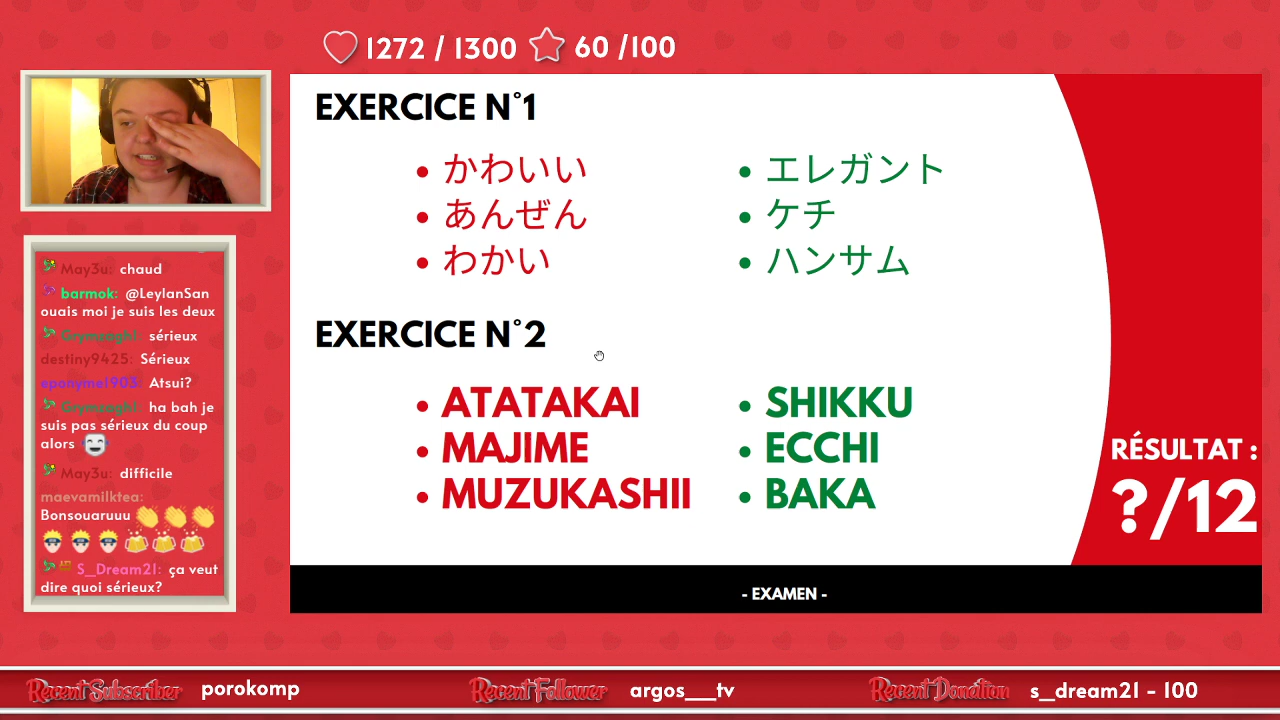 1272 / 1300 60 /100
EXERCICE N°1
• かわいい
• あんぜん
• わかい
• エレガント
• ケチ
• ハンサム
EXERCICE N°2
• ATATAKAI
• MAJIME
• MUZUKASHII
• SHIKKU
• ECCHI
• BAKA
RÉSULTAT :
?/12
- EXAMEN -
May3u: chaud
barmok: @LeylanSan
ouais moi je suis les deux
Grymzogh!: sérieux
destiny9425: Sérieux
eponyme1903: Atsui?
Grymzogh!: ha bah je
suis pas sérieux du coup
alors
May3u: difficile
maevamilktea:
Bonsouaruuu
S_Dream21: ça veut
dire quoi sérieux?
Recent Subscriber porokomp
Recent Follower argos___tv
Recent Donation s_dream21 - 100